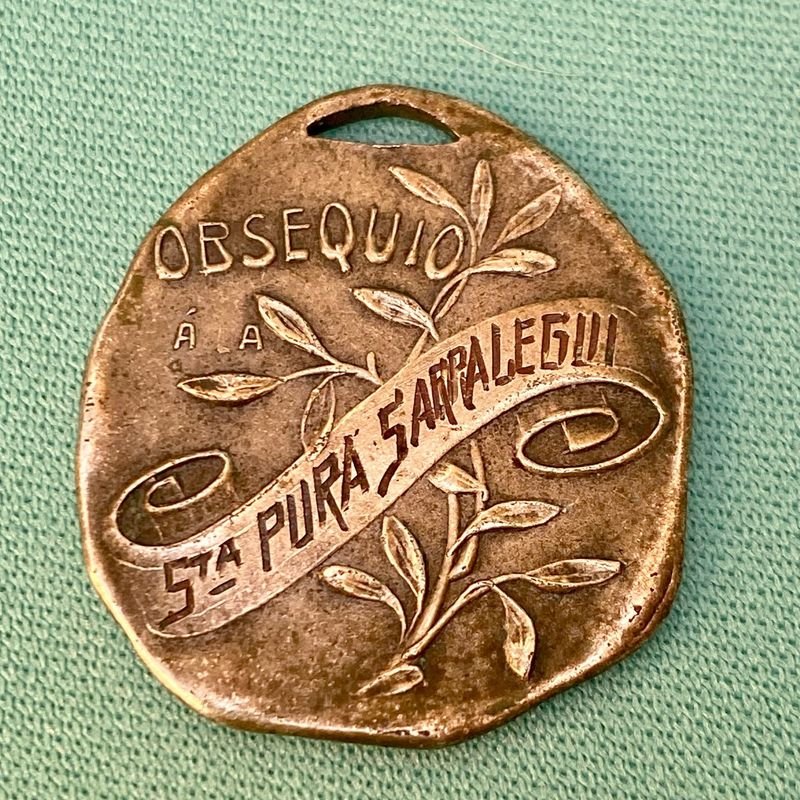 OBSEQUIO
Á LA
STA PURA SARRALEGUI